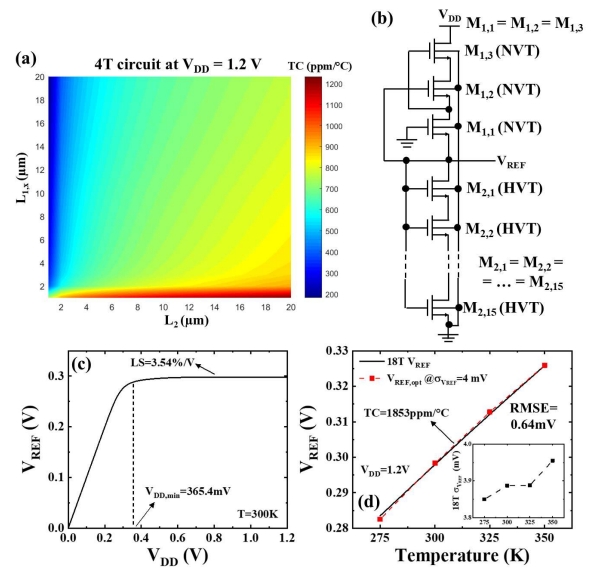 (a)
4T circuit at V_DD = 1.2 V
TC (ppm/°C)
L_1,x (μm)
20
18
16
14
12
10
8
6
4
2
2 4 6 8 10 12 14 16 18 20
L_2 (μm)
1200
1100
1000
900
800
700
600
500
400
300
200
(b)
V_DD
M_1,1 = M_1,2 = M_1,3
M_1,3 (NVT)
M_1,2 (NVT)
M_1,1 (NVT)
V_REF
M_2,1 (HVT)
M_2,2 (HVT)
M_2,1 = M_2,2 =
= ... = M_2,15
M_2,15 (HVT)
(c)
LS=3.54%/V
V_REF (V)
0.3
0.2
0.1
0.0
V_DD,min=365.4mV
T=300K
0.0 0.2 0.4 0.6 0.8 1.0 1.2
V_DD (V)
18T V_REF
V_REF,opt @σ_VREF=4 mV
TC=1853ppm/°C
RMSE=
0.64mV
V_DD=1.2V
(d)
V_REF (V)
0.33
0.32
0.31
0.30
0.29
0.28
18T σ_VREF (mV)
4.0
3.9
3.8
275 300 325 350
275 300 325 350
Temperature (K)